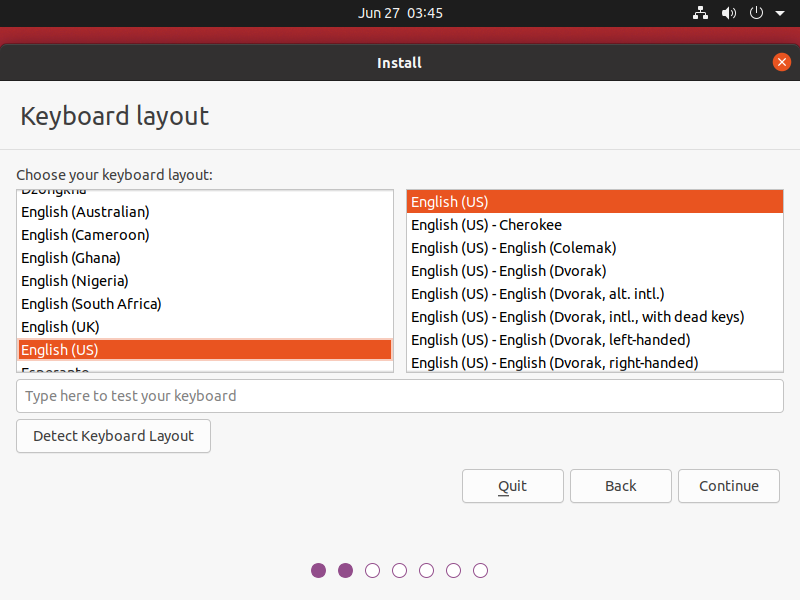 Jun 27 03:45
Install
Keyboard layout
Choose your keyboard layout:
Dzongkha
English (Australian)
English (Cameroon)
English (Ghana)
English (Nigeria)
English (South Africa)
English (UK)
English (US)
Esperanto
English (US)
English (US) - Cherokee
English (US) - English (Colemak)
English (US) - English (Dvorak)
English (US) - English (Dvorak, alt. intl.)
English (US) - English (Dvorak, intl., with dead keys)
English (US) - English (Dvorak, left-handed)
English (US) - English (Dvorak, right-handed)
Type here to test your keyboard
Detect Keyboard Layout
Quit
Back
Continue